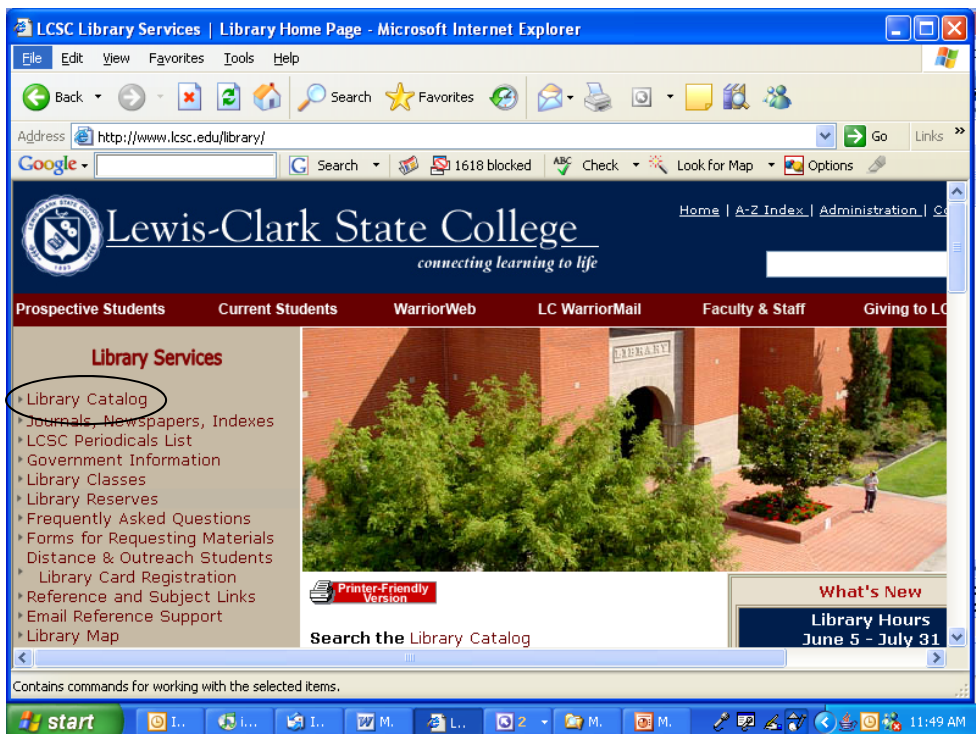 LCSC Library Services | Library Home Page - Microsoft Internet Explorer
File Edit View Favorites Tools Help
Back Search Favorites
Address http://www.lcsc.edu/library/ Go Links »
Google Search 1618 blocked ABC Check Look for Map Options
Home | A-Z Index | Administration | Co
Lewis-Clark State College
connecting learning to life
Prospective Students Current Students WarriorWeb LC WarriorMail Faculty & Staff Giving to LC
Library Services
LIBRARY
Library Catalog
Journals, Newspapers, Indexes
LCSC Periodicals List
Government Information
Library Classes
Library Reserves
Frequently Asked Questions
Forms for Requesting Materials
Distance & Outreach Students
Library Card Registration
Reference and Subject Links
Email Reference Support
Library Map
Printer-Friendly
Version
Search the Library Catalog
What's New
Library Hours
June 5 - July 31
Contains commands for working with the selected items.
start I.. i... I.. M. L.. 2 M. M. 11:49 AM